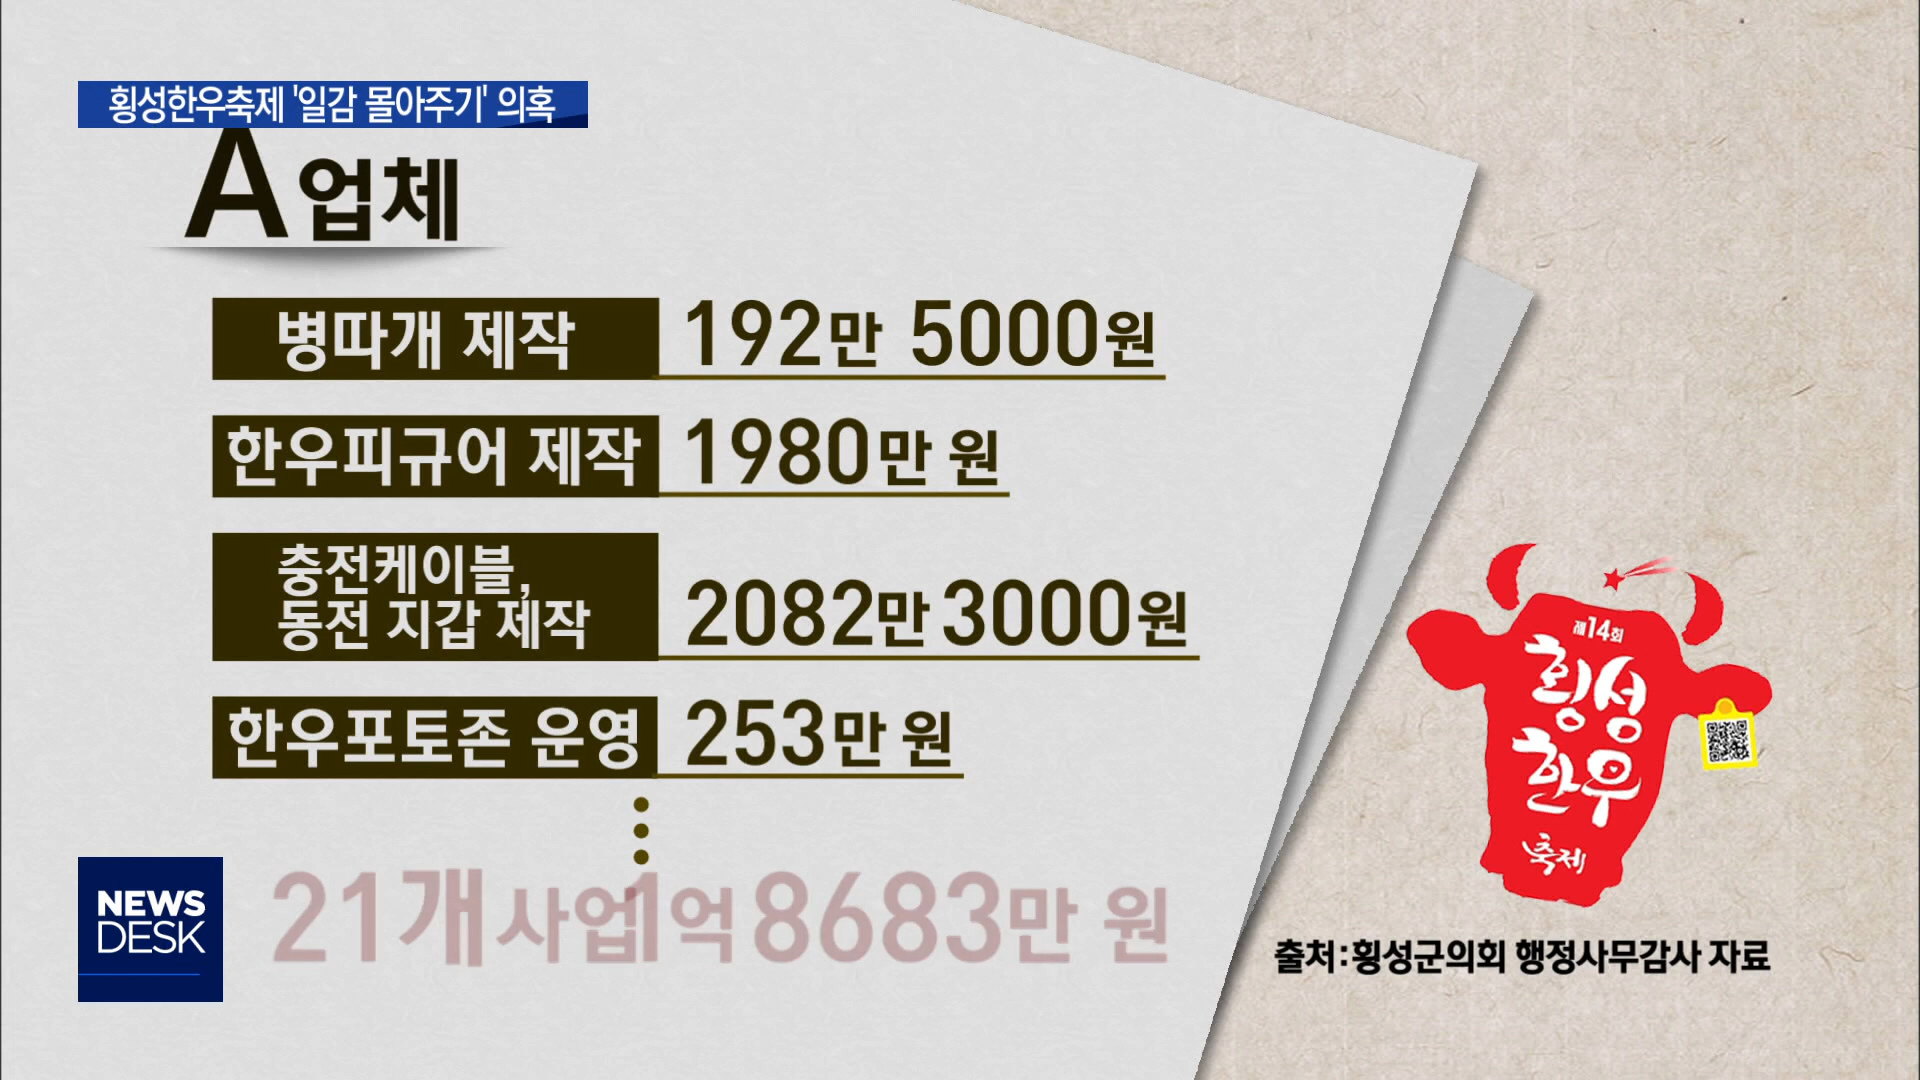 횡성한우축제 '일감 몰아주기' 의혹
A업체
병따개 제작 192만 5000원
한우피규어 제작 1980만 원
충전케이블,
동전 지갑 제작 2082만 3000원
한우포토존 운영 253만 원
21개 사업 1억 8683만 원
제14회
횡성
한우
축제
출처:횡성군의회 행정사무감사 자료
NEWS
DESK